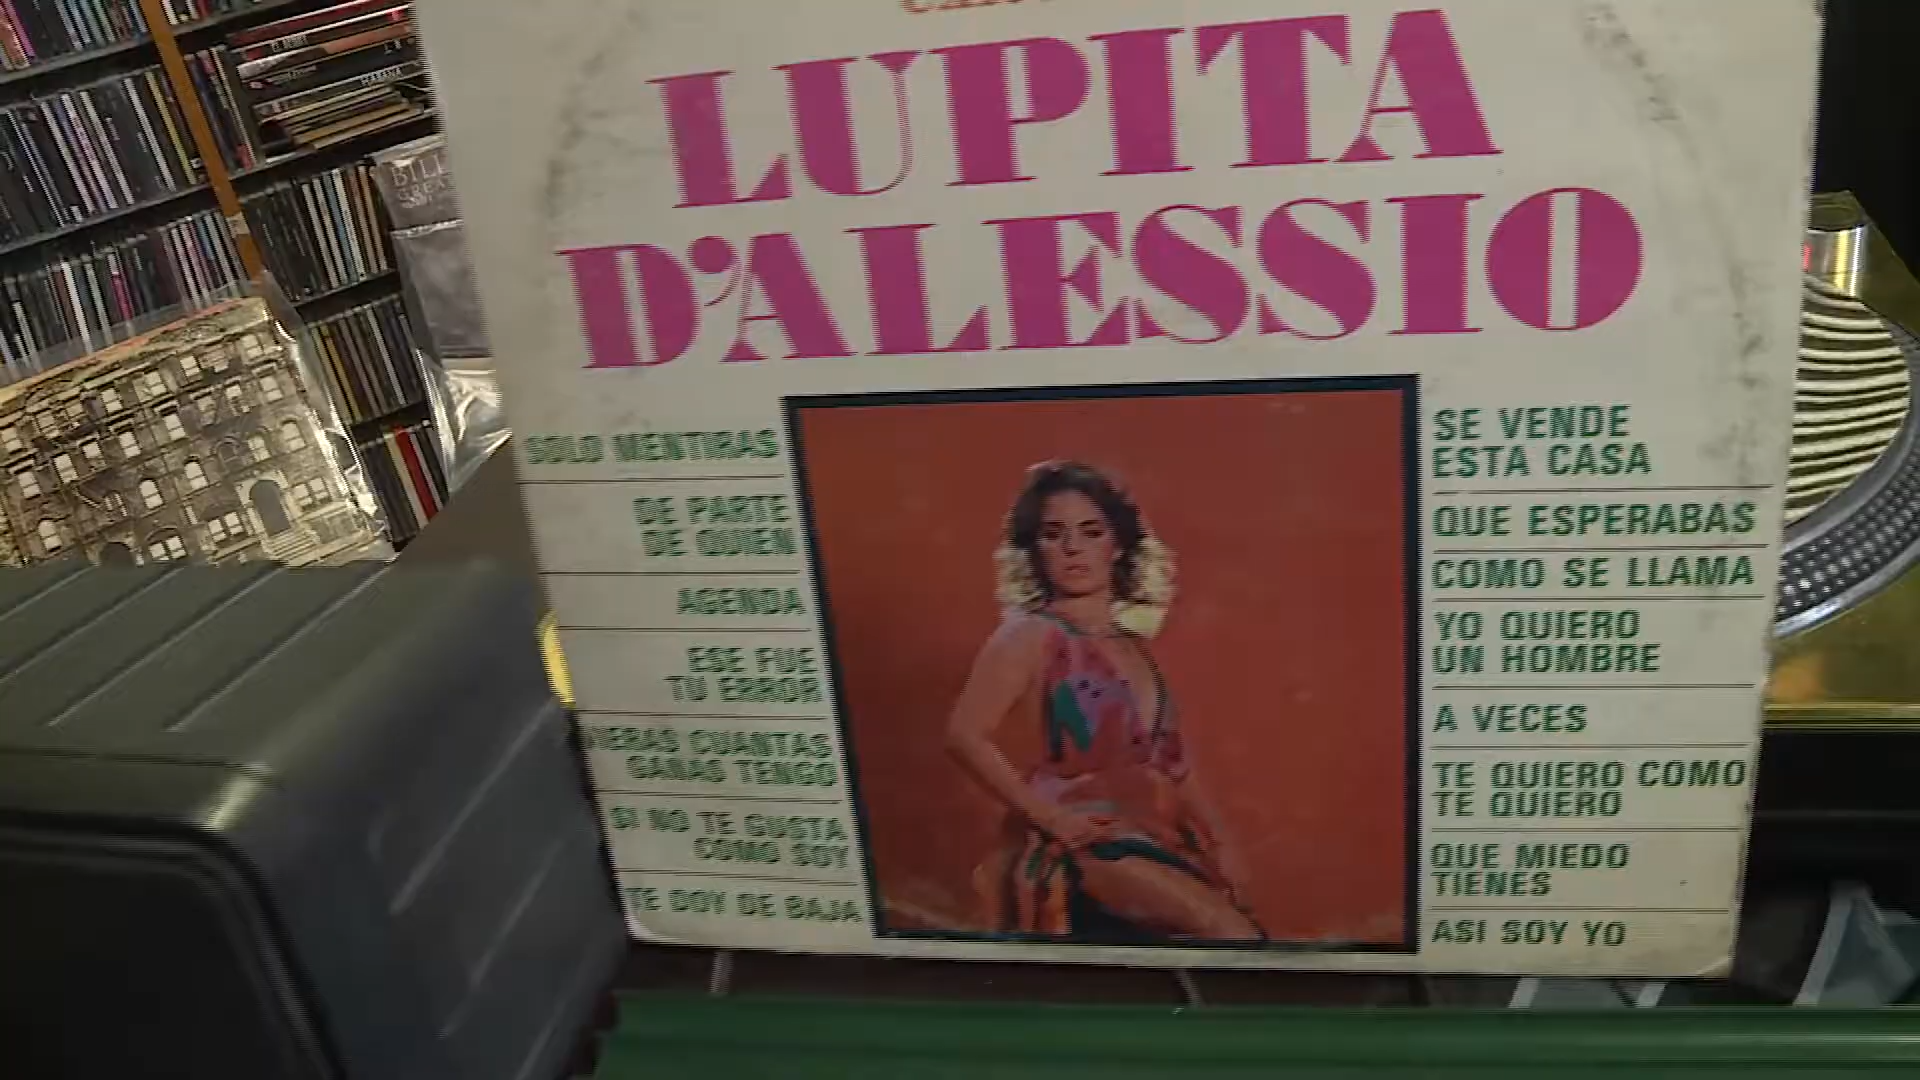 LUPITA
D'ALESSIO
SOLO MENTIRAS
DE PARTE
DE QUIEN
AGENDA
ESE FUE
TU ERROR
CUANTAS
GANAS TENGO
SI NO TE GUSTA
COMO SOY
TE DOY DE BAJA
SE VENDE
ESTA CASA
QUE ESPERABAS
COMO SE LLAMA
YO QUIERO
UN HOMBRE
A VECES
TE QUIERO COMO
TE QUIERO
QUE MIEDO
TIENES
ASI SOY YO